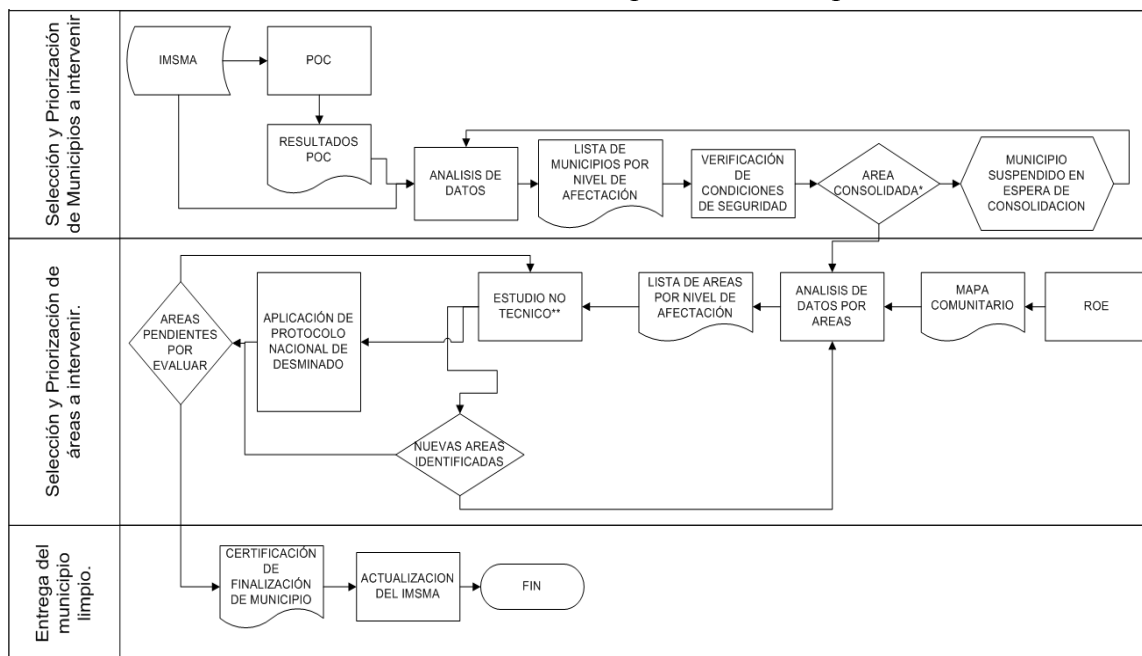 Selección y Priorización
de Municipios a intervenir
IMSMA
POC
RESULTADOS
POC
ANALISIS DE
DATOS
LISTA DE
MUNICIPIOS POR
NIVEL DE
AFECTACIÓN
VERIFICACIÓN
DE
CONDICIONES
DE SEGURIDAD
AREA
CONSOLIDADA*
MUNICIPIO
SUSPENDIDO EN
ESPERA DE
CONSOLIDACION
Selección y Priorización de
áreas a intervenir.
AREAS
PENDIENTES
POR
EVALUAR
APLICACIÓN DE
PROTOCOLO
NACIONAL DE
DESMINADO
ESTUDIO NO
TECNICO**
LISTA DE AREAS
POR NIVEL DE
AFECTACIÓN
ANALISIS DE
DATOS POR
AREAS
MAPA
COMUNITARIO
ROE
NUEVAS AREAS
IDENTIFICADAS
Entrega del
municipio
limpio.
CERTIFICACIÓN
DE
FINALIZACIÓN
DE MUNICIPIO
ACTUALIZACION
DEL IMSMA
FIN